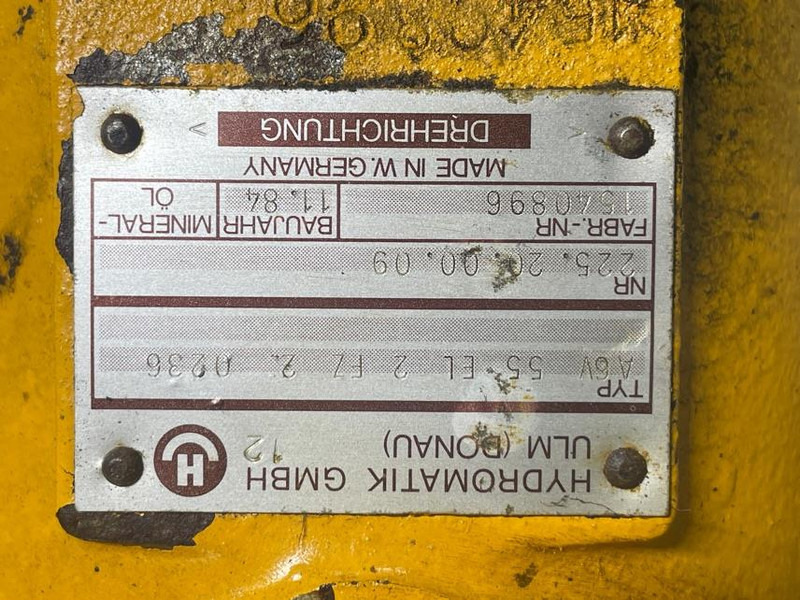 HYDROMATIK GMBH H
ULM (DONAU) 12
TYP
A6V 55 EL 2 FZ 2. 0236
NR
225.20.00.09
FABR.-NR BAUJAHR MINERAL-
1540896 11.84 ÖL
MADE IN W. GERMANY
< DREHRICHTUNG >